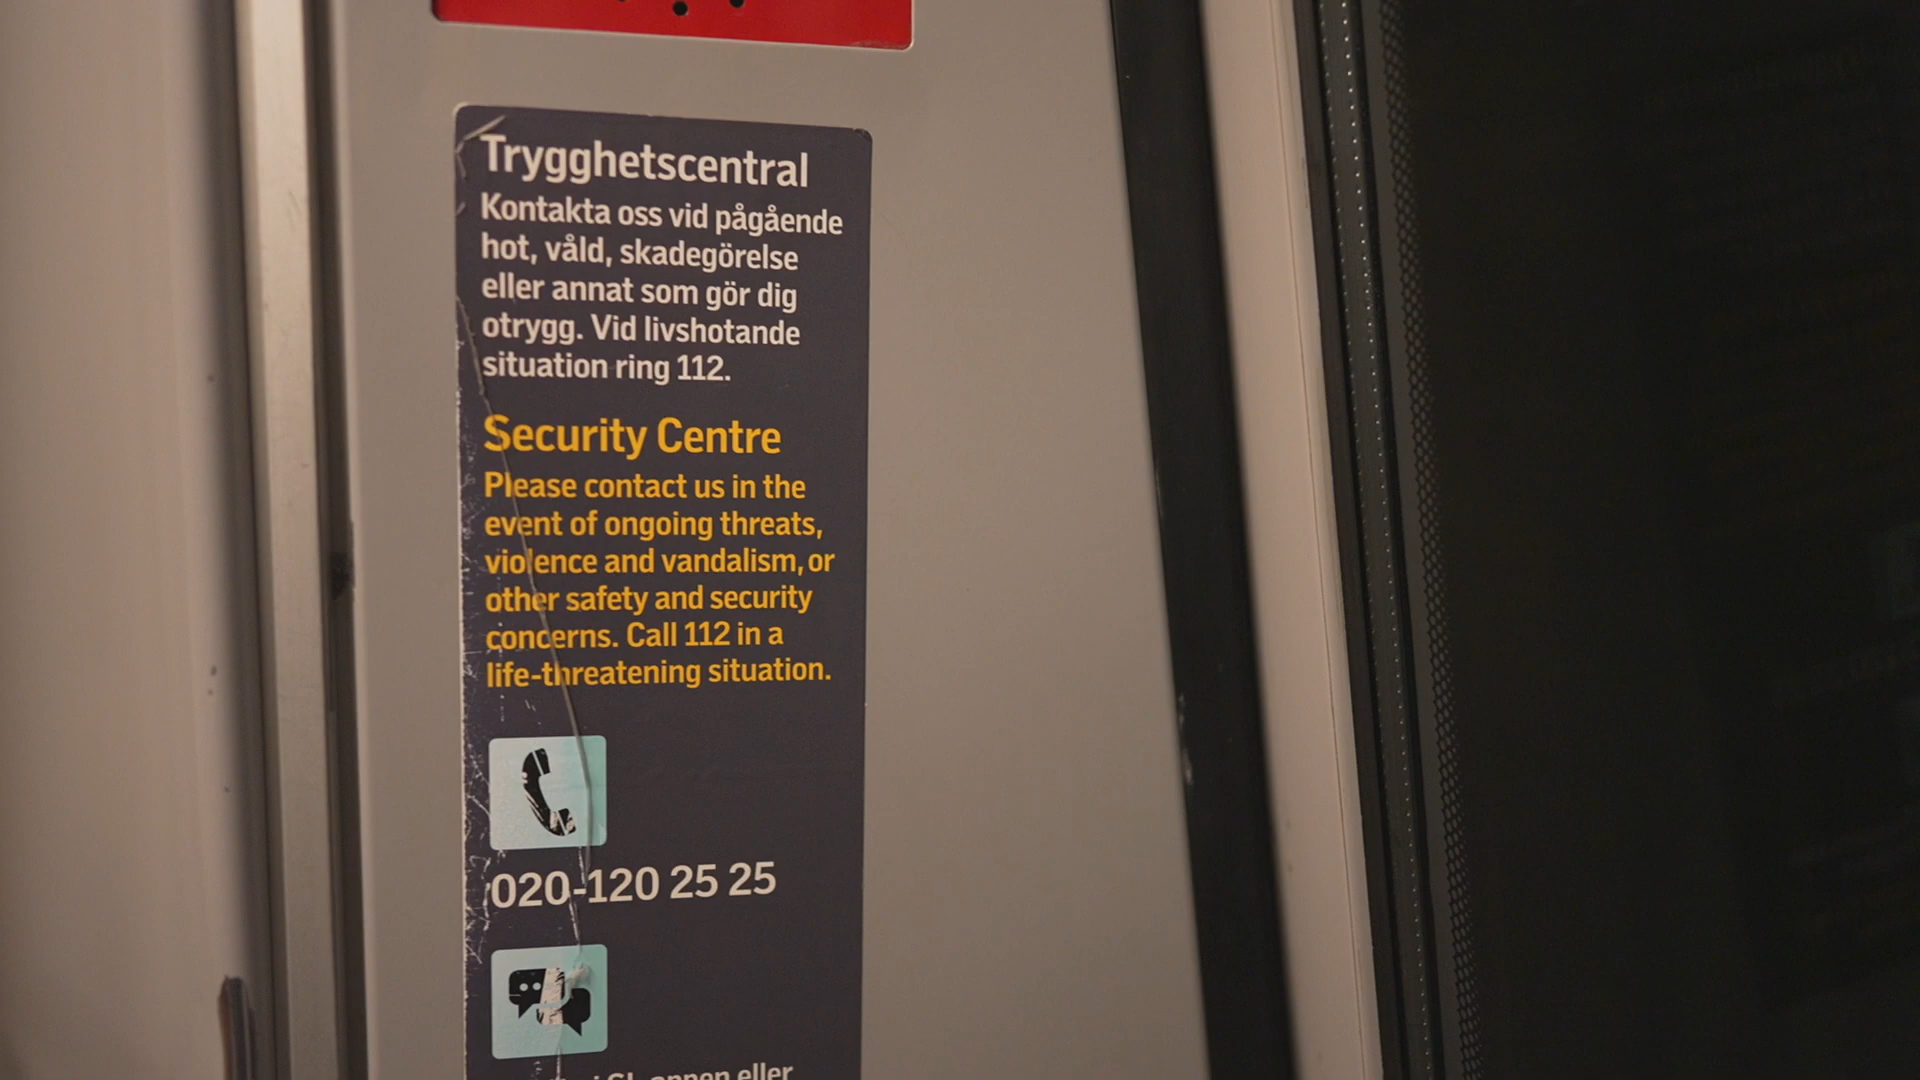 Trygghetscentral
Kontakta oss vid pågående
hot, våld, skadegörelse
eller annat som gör dig
otrygg. Vid livshotande
situation ring 112.
Security Centre
Please contact us in the
event of ongoing threats,
violence and vandalism, or
other safety and security
concerns. Call 112 in a
life-threatening situation.
020-120 25 25
eller